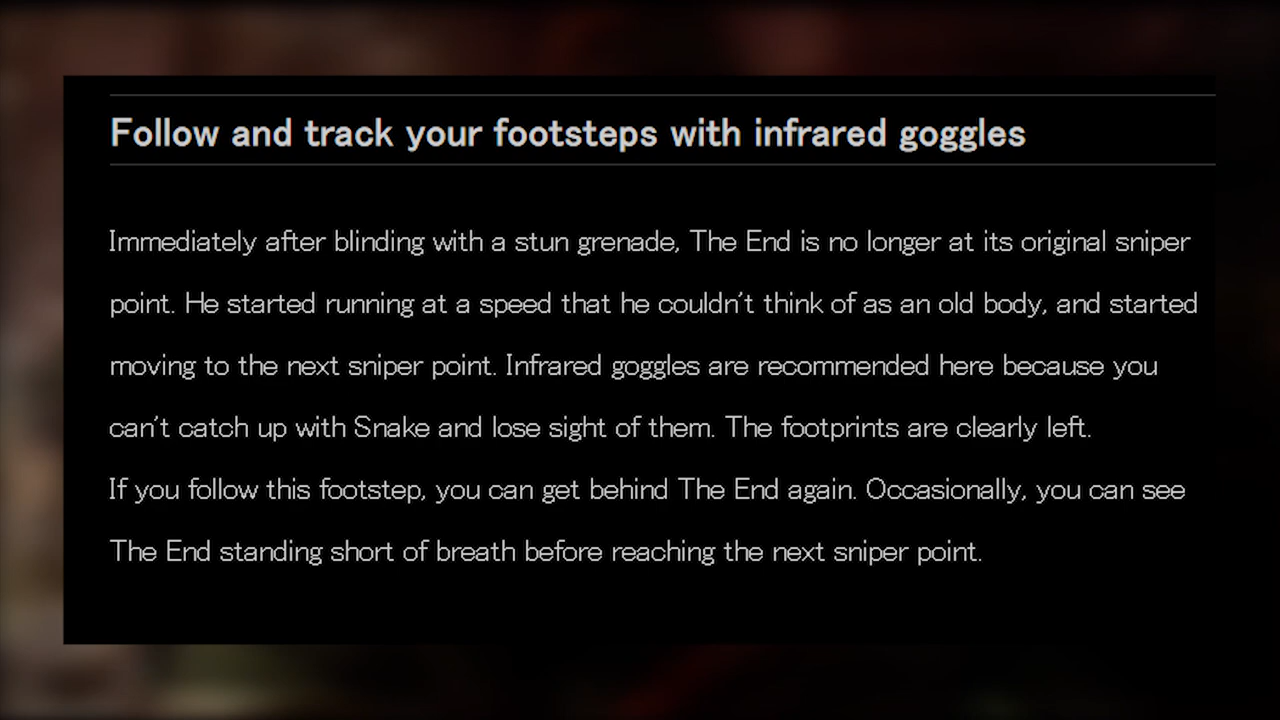 Follow and track your footsteps with infrared goggles
Immediately after blinding with a stun grenade, The End is no longer at its original sniper
point. He started running at a speed that he couldn't think of as an old body, and started
moving to the next sniper point. Infrared goggles are recommended here because you
can't catch up with Snake and lose sight of them. The footprints are clearly left.
If you follow this footstep, you can get behind The End again. Occasionally, you can see
The End standing short of breath before reaching the next sniper point.